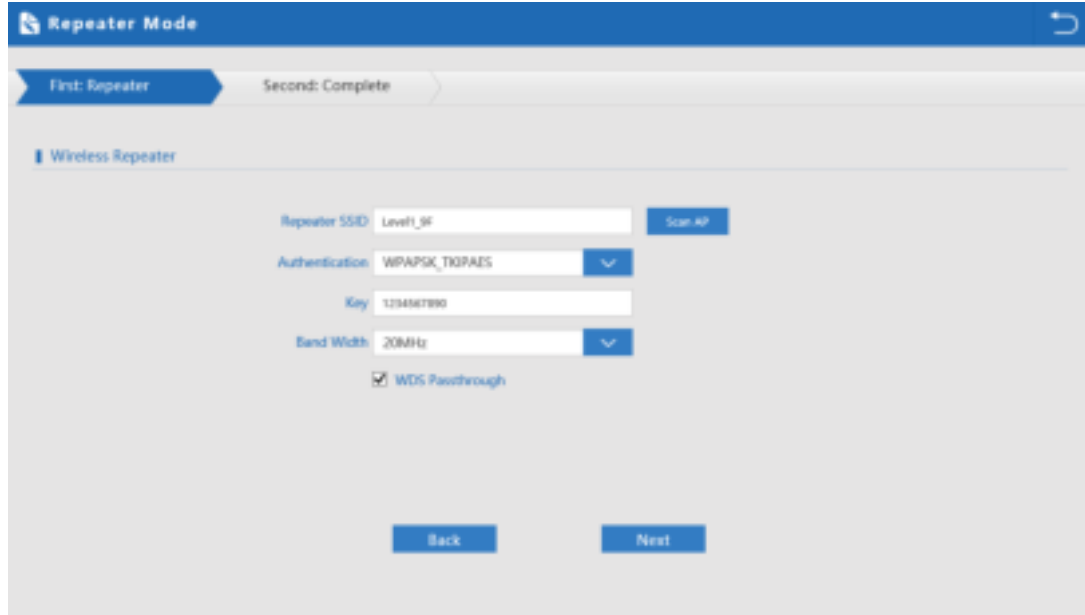 Repeater Mode
First: Repeater
Second: Complete
Wireless Repeater
Repeater SSID
Level1_9F
Scan AP
Authentication
WPAPSK_TKIPAES
Key
1234567890
Band Width
20MHz
WDS Passthrough
Back
Next